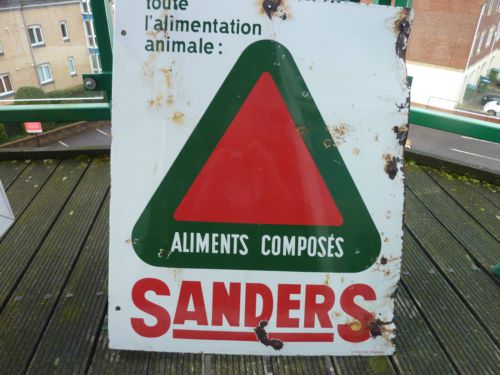 toute
l'alimentation
animale :
ALIMENTS COMPOSÉS
SANDERS